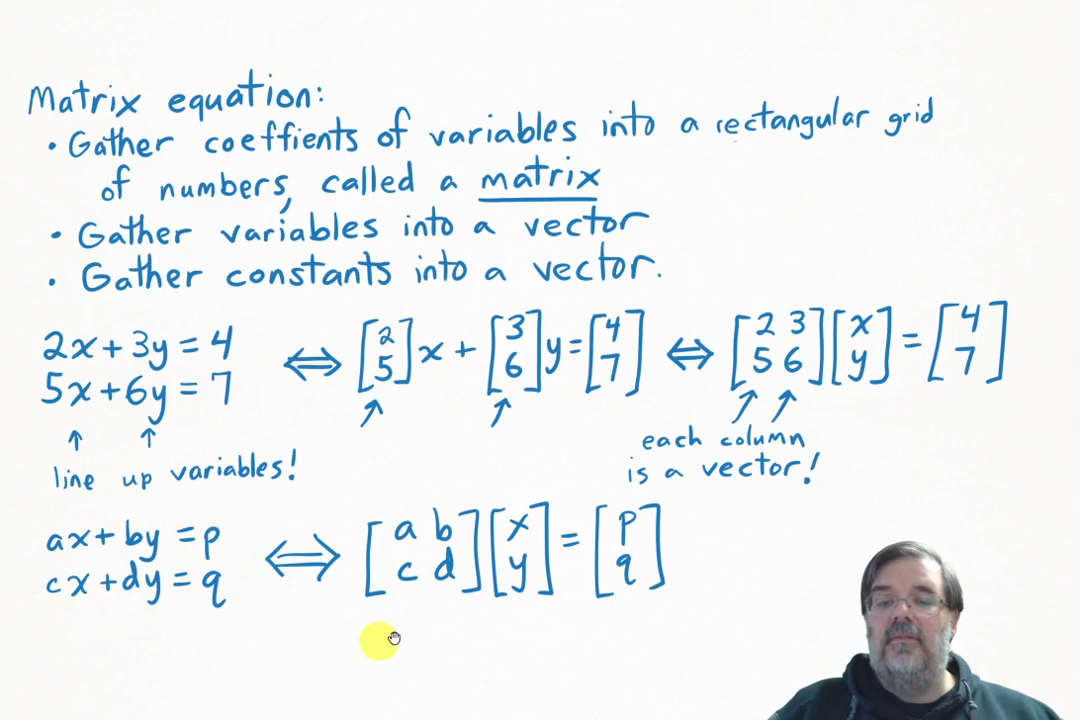 Matrix equation:
• Gather coeffients of variables into a rectangular grid
of numbers, called a matrix
• Gather variables into a vector
• Gather constants into a vector.
2x + 3y = 4 ⟺ [2 5] x + [3 6] y = [4 7] ⟺ [2 3 5 6] [x y] = [4 7]
5x + 6y = 7
↑ ↑ ↗ ↗ ↗ ↗
line up variables!
each column
is a vector!
ax + by = p ⟺ [a b c d] [x y] = [p q]
cx + dy = q